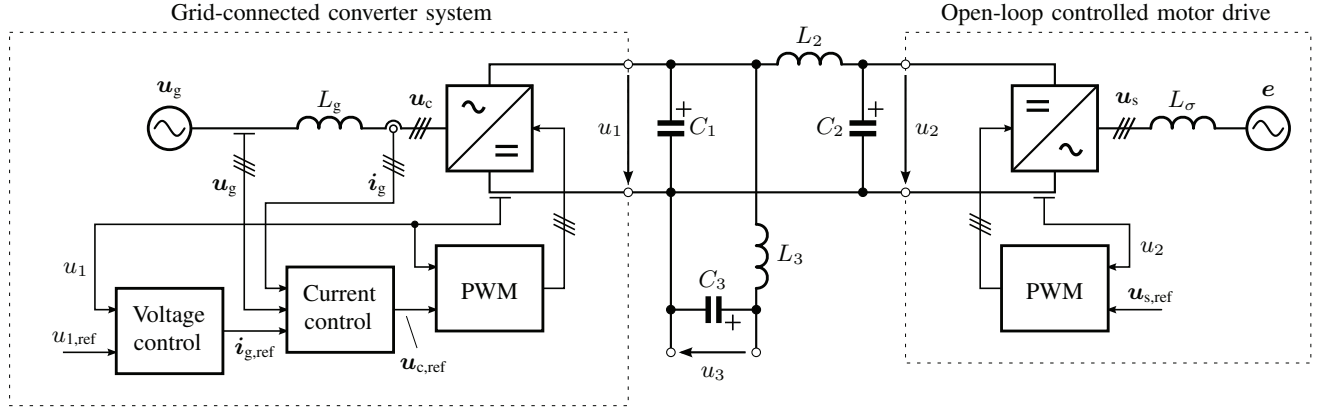 Grid-connected converter system
Open-loop controlled motor drive
u_g
L_g
u_c
L_2
u_1
C_1
+
C_2
+
u_2
u_s
L_σ
e
u_g
i_g
u_1
L_3
u_2
Voltage control
Current control
PWM
C_3
+
PWM
u_s,ref
u_1,ref
i_g,ref
u_c,ref
u_3